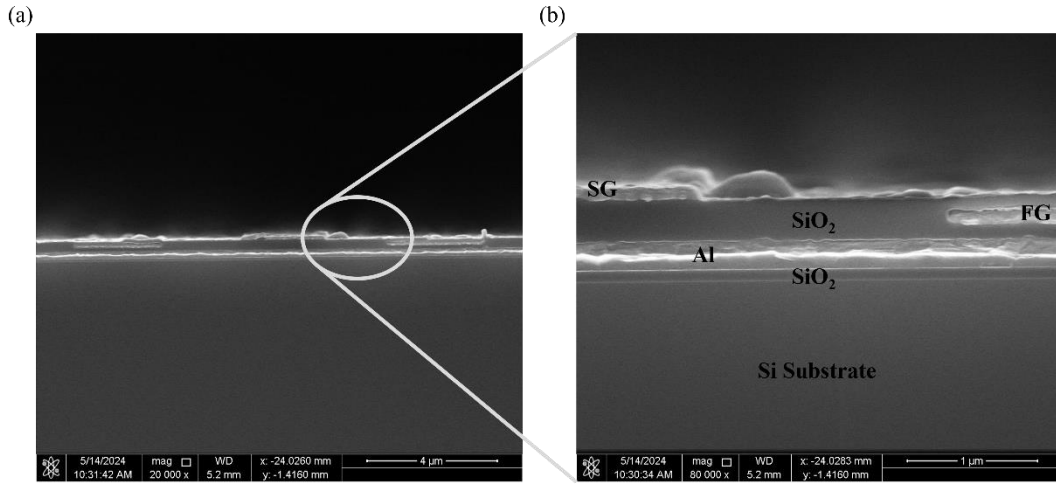 (a)
(b)
SG
SiO₂
FG
Al
SiO₂
Si Substrate
5/14/2024 mag WD x: -24.0260 mm 4 µm
10:31:42 AM 20 000 x 5.2 mm y: -1.4160 mm
5/14/2024 mag WD x: -24.0283 mm 1 µm
10:30:34 AM 80 000 x 5.2 mm y: -1.4160 mm